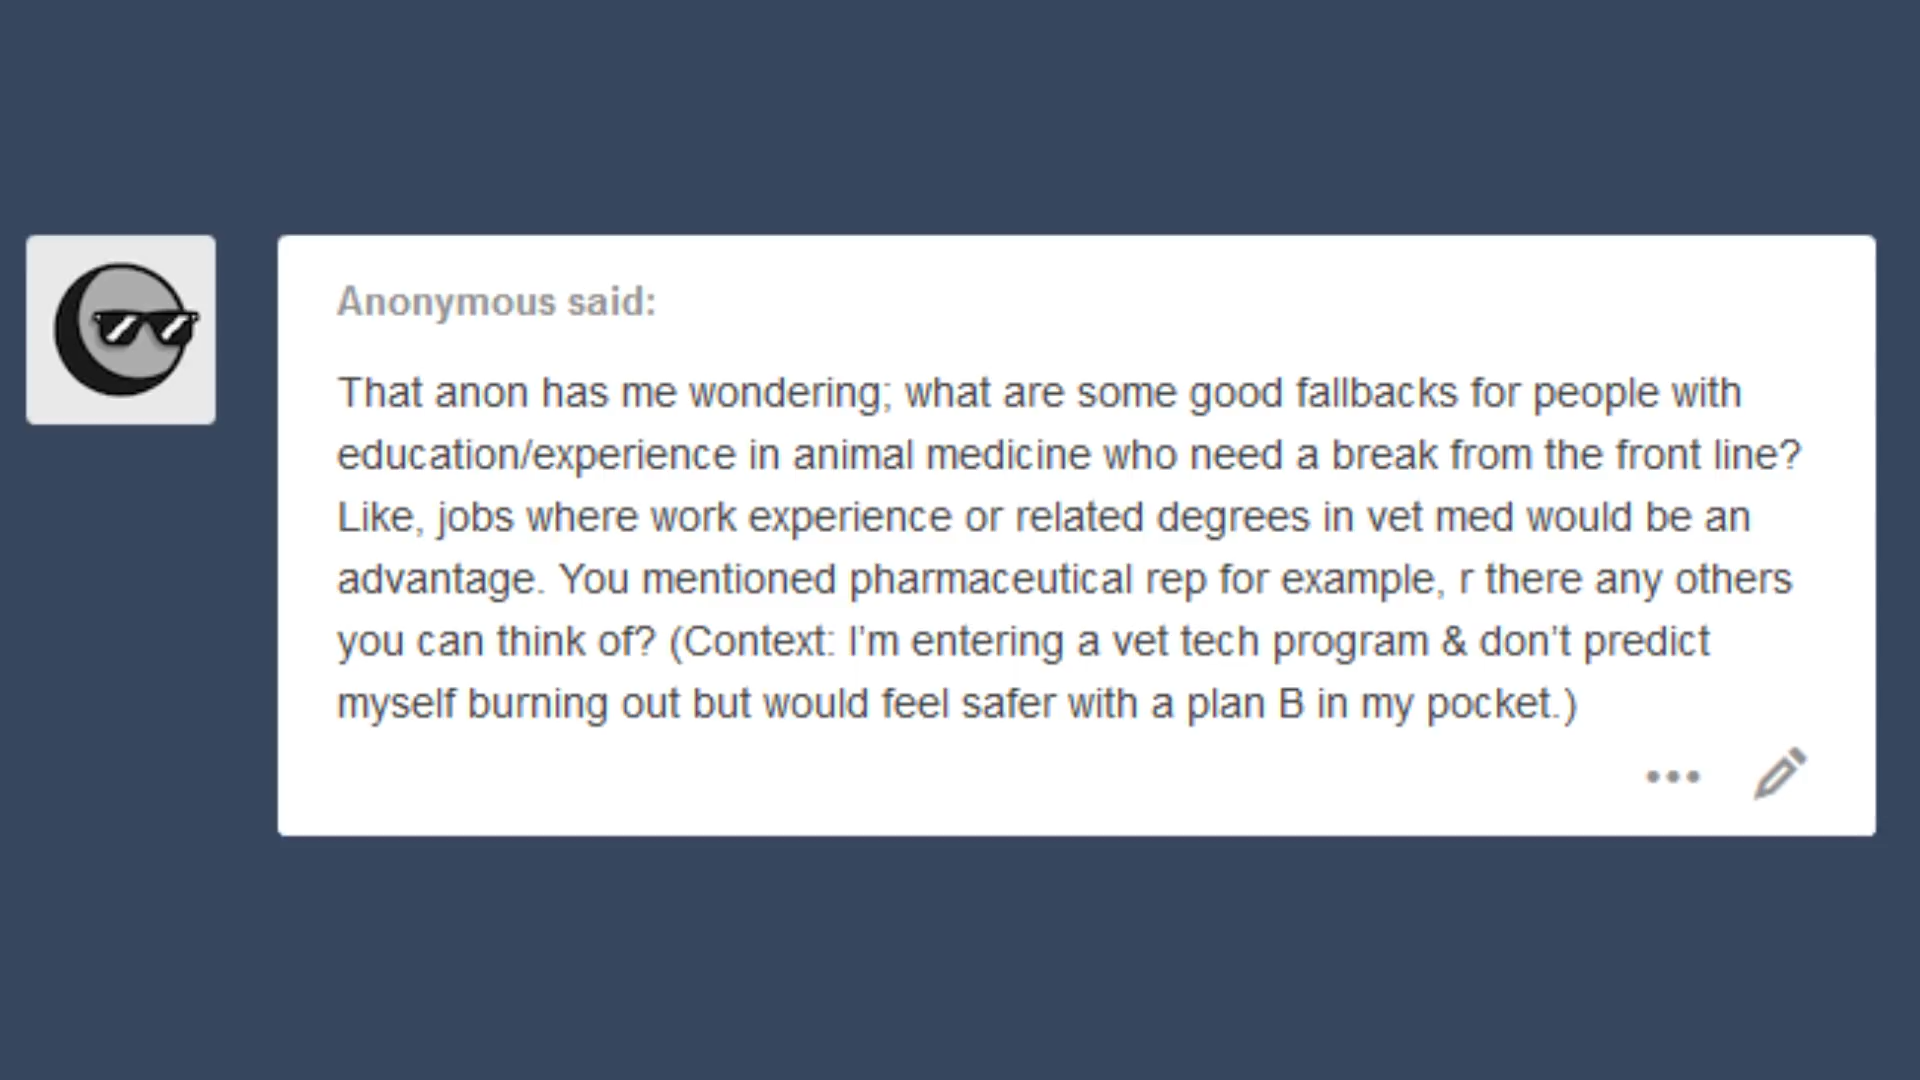 Anonymous said:
That anon has me wondering; what are some good fallbacks for people with
education/experience in animal medicine who need a break from the front line?
Like, jobs where work experience or related degrees in vet med would be an
advantage. You mentioned pharmaceutical rep for example, r there any others
you can think of? (Context: I'm entering a vet tech program & don't predict
myself burning out but would feel safer with a plan B in my pocket.)